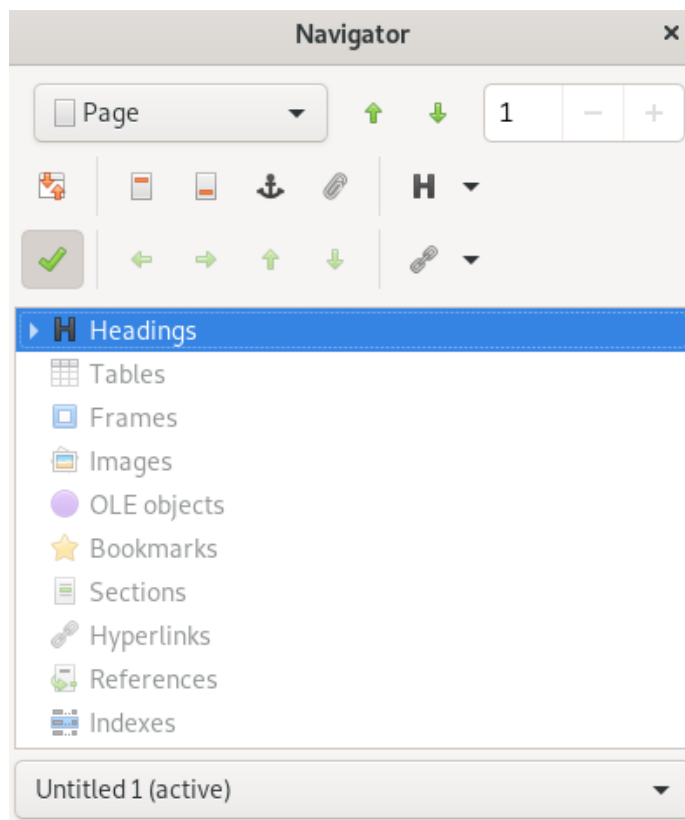 Navigator
Page 1
H
Headings
Tables
Frames
Images
OLE objects
Bookmarks
Sections
Hyperlinks
References
Indexes
Untitled 1 (active)